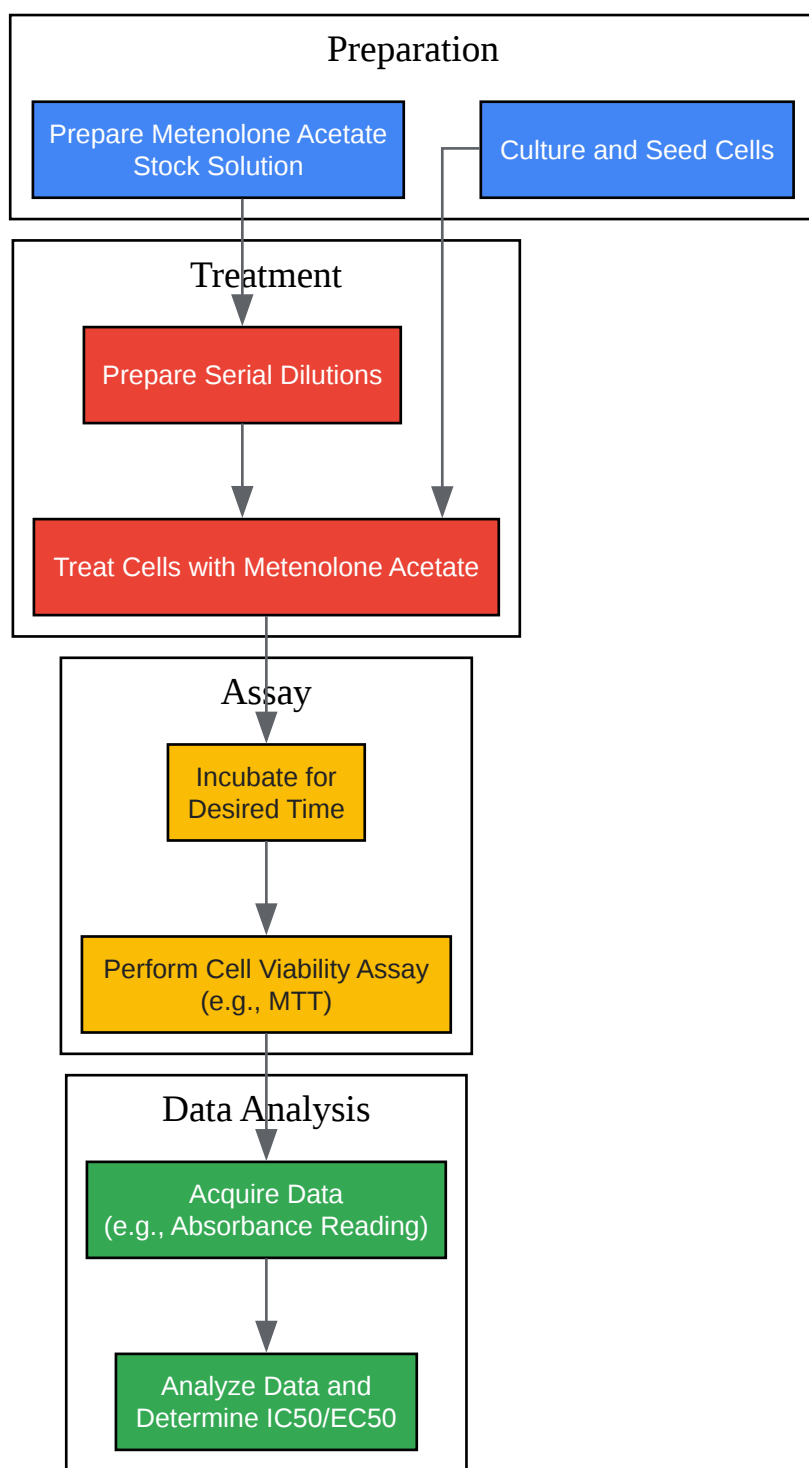 Preparation
Prepare Metenolone Acetate
Stock Solution
Culture and Seed Cells
Treatment
Prepare Serial Dilutions
Treat Cells with Metenolone Acetate
Assay
Incubate for
Desired Time
Perform Cell Viability Assay
(e.g., MTT)
Data Analysis
Acquire Data
(e.g., Absorbance Reading)
Analyze Data and
Determine IC50/EC50